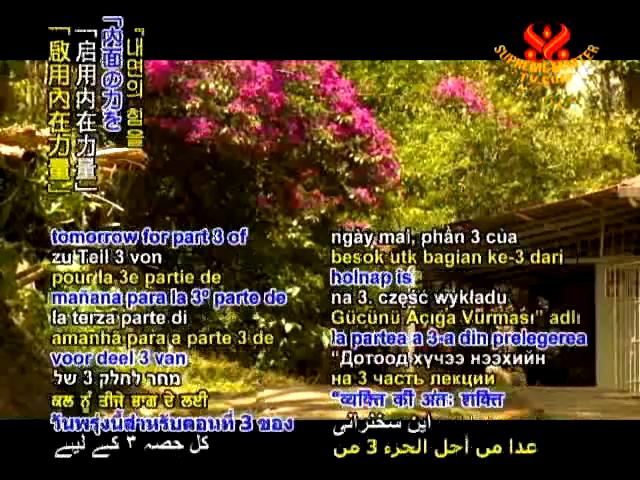 「啟用內在力量」
「启用内在力量」
「内面の力を
"내면의 힘을
SUPREME MASTER
TV.COM
tomorrow for part 3 of
zu Teil 3 von
pour la 3e partie de
mañana para la 3º parte de
la terza parte di
amanhã para a parte 3 de
voor deel 3 van
מחר לחלק 3 של
ਕਲ ਨੂੰ ਤੀਜੇ ਭਾਗ ਦੇ ਲਈ
วันพรุ่งนี้สำหรับตอนที่ 3 ของ
کل حصہ ۳ کے لیے
ngày mai, phần 3 của
besok utk bagian ke-3 dari
holnap is
na 3. część wykładu
Gücünü Açığa Vurması" adlı
la partea a 3-a din prelegerea
"Дотоод хүчээ нээхийн
на 3 часть лекции
"व्यक्ति की अंतः शक्ति
این سخنرانی
غدا من أجل الجزء 3 من